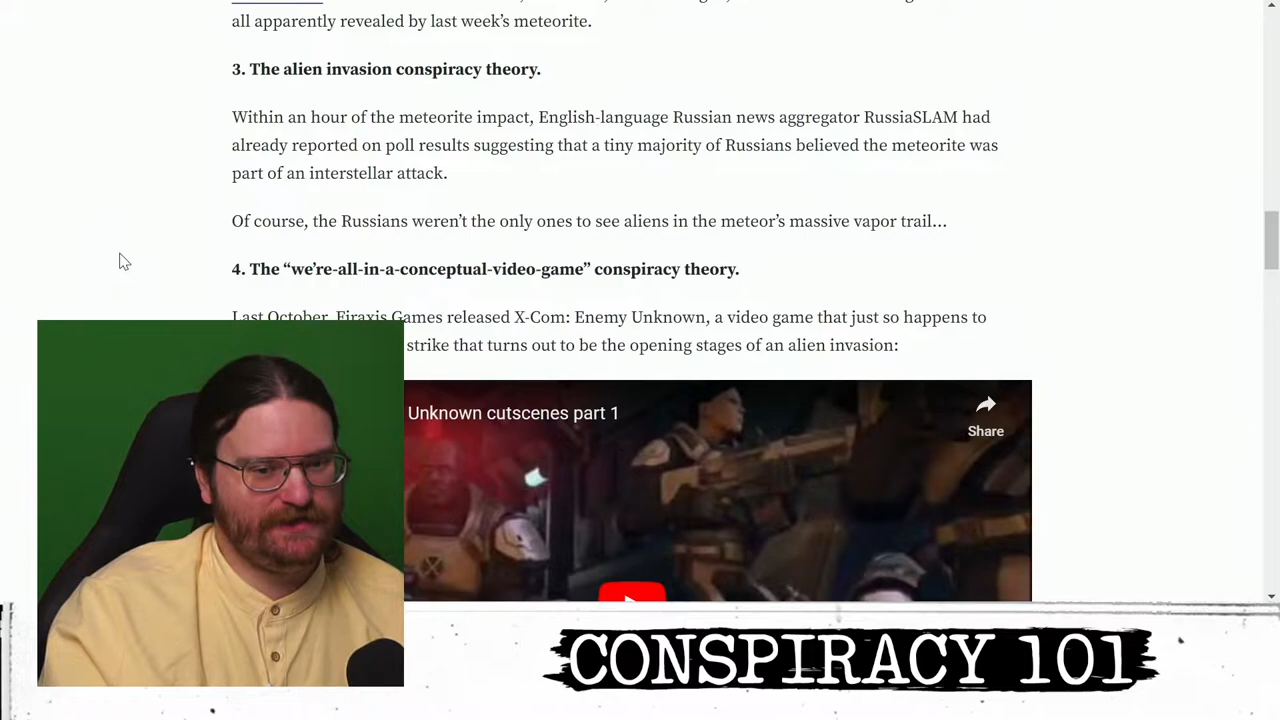 all apparently revealed by last week's meteorite.
3. The alien invasion conspiracy theory.
Within an hour of the meteorite impact, English-language Russian news aggregator RussiaSLAM had
already reported on poll results suggesting that a tiny majority of Russians believed the meteorite was
part of an interstellar attack.
Of course, the Russians weren't the only ones to see aliens in the meteor's massive vapor trail…
4. The “we're-all-in-a-conceptual-video-game” conspiracy theory.
Last October, Firaxis Games released X-Com: Enemy Unknown, a video game that just so happens to
strike that turns out to be the opening stages of an alien invasion:
Unknown cutscenes part 1
Share
CONSPIRACY 101